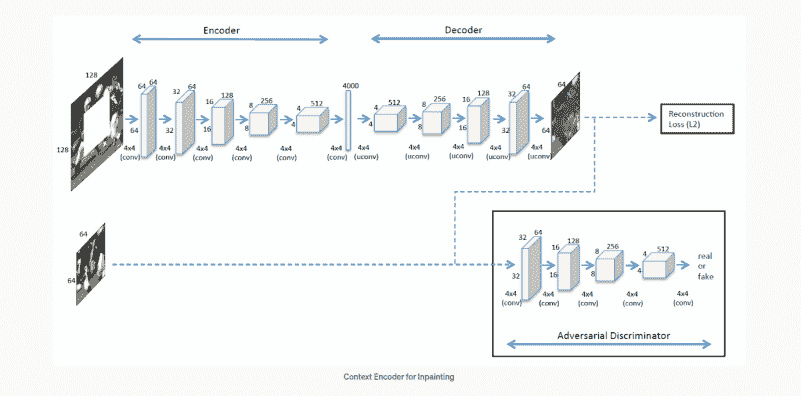 Encoder
Decoder
128
128
64 64
64
32 64
32
16 128
16
8 256
8
4 512
4
4000
4 512
4
8 256
8
16 128
16
32 64
32
64
64
4x4 (conv)
4x4 (conv)
4x4 (conv)
4x4 (conv)
4x4 (conv)
4x4 (conv)
4x4 (uconv)
4x4 (uconv)
4x4 (uconv)
4x4 (uconv)
4x4 (uconv)
Reconstruction
Loss (L2)
64
64
32 64
32
16 128
16
8 256
8
4 512
4
real
or
fake
4x4 (conv)
4x4 (conv)
4x4 (conv)
4x4 (conv)
4x4 (conv)
Adversarial Discriminator
Context Encoder for Inpainting